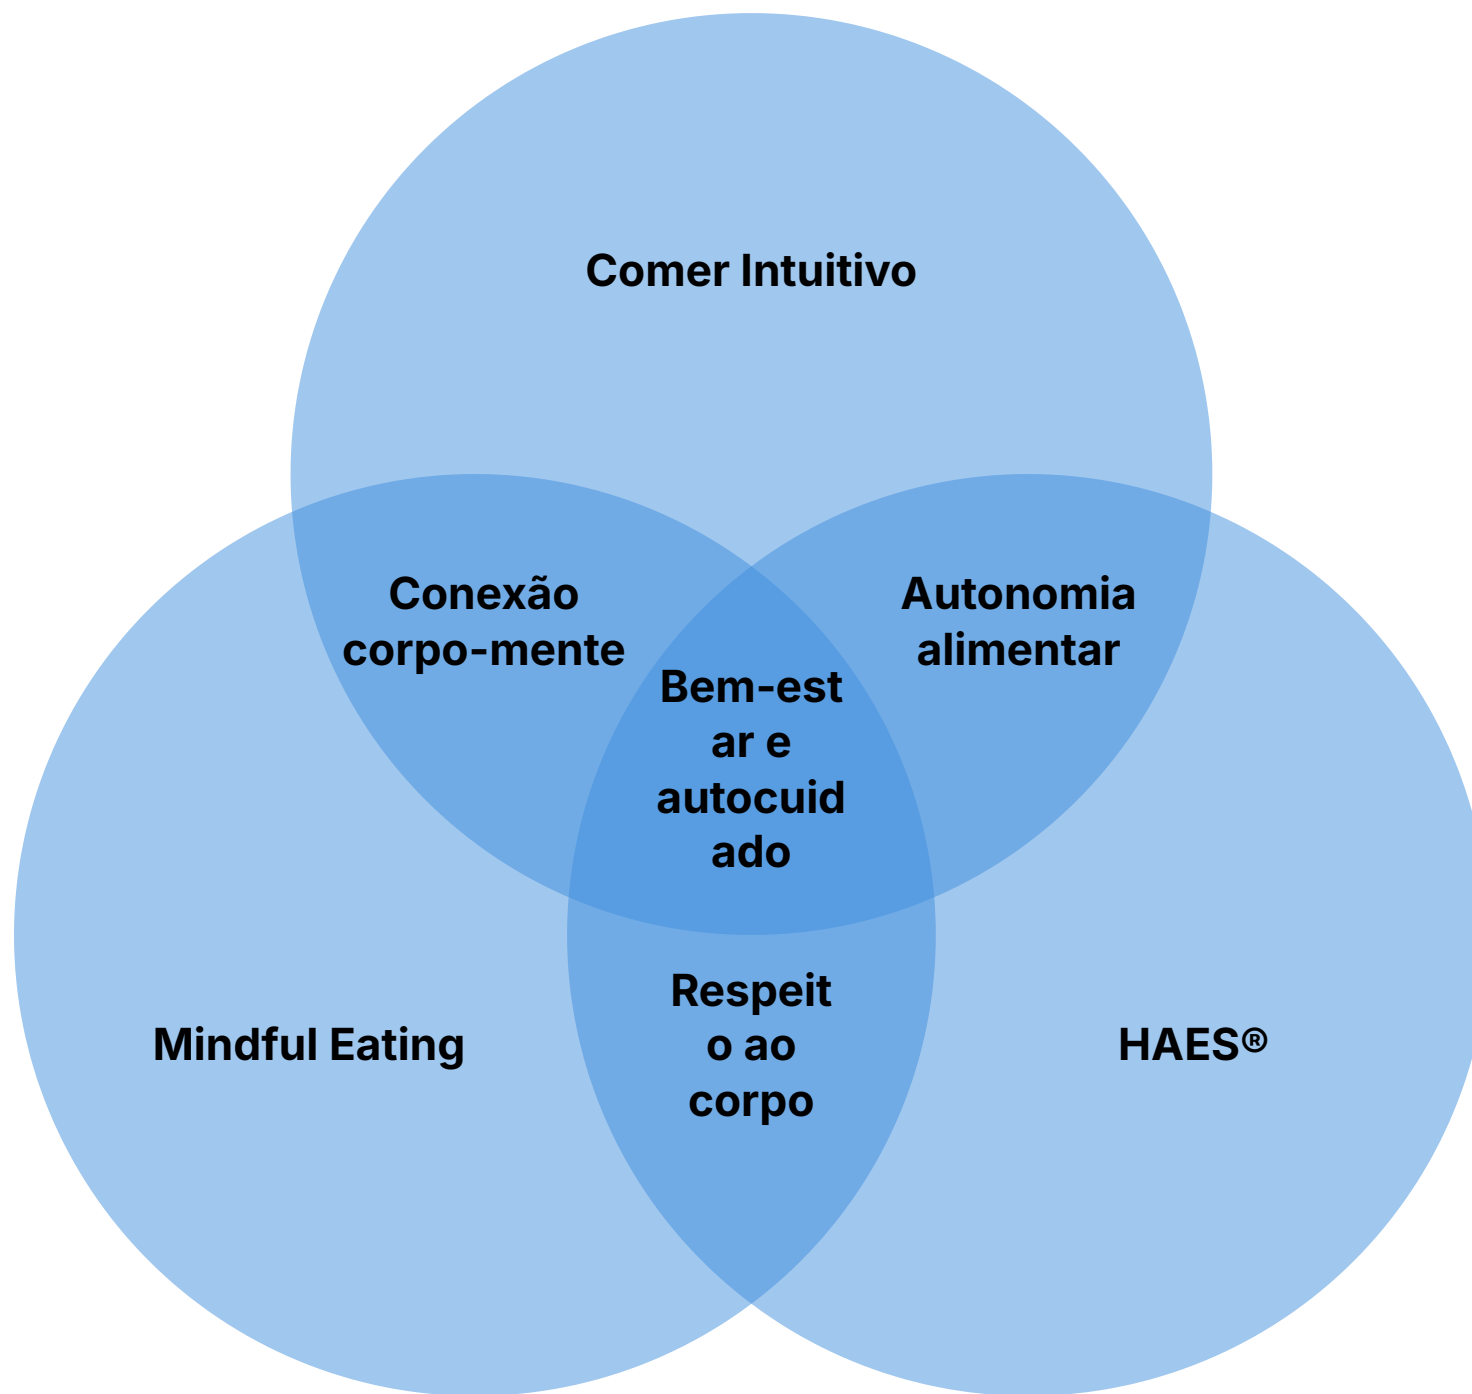 Comer Intuitivo
Conexão
corpo-mente
Autonomia
alimentar
Bem-est
ar e
autocuid
ado
Respeit
o ao
corpo
Mindful Eating
HAES®